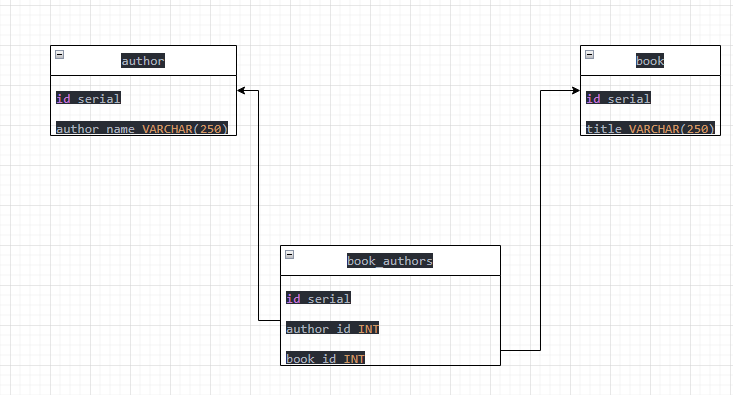 author
id serial
author_name VARCHAR(250)
book
id serial
title VARCHAR(250)
book_authors
id serial
author_id INT
book_id INT